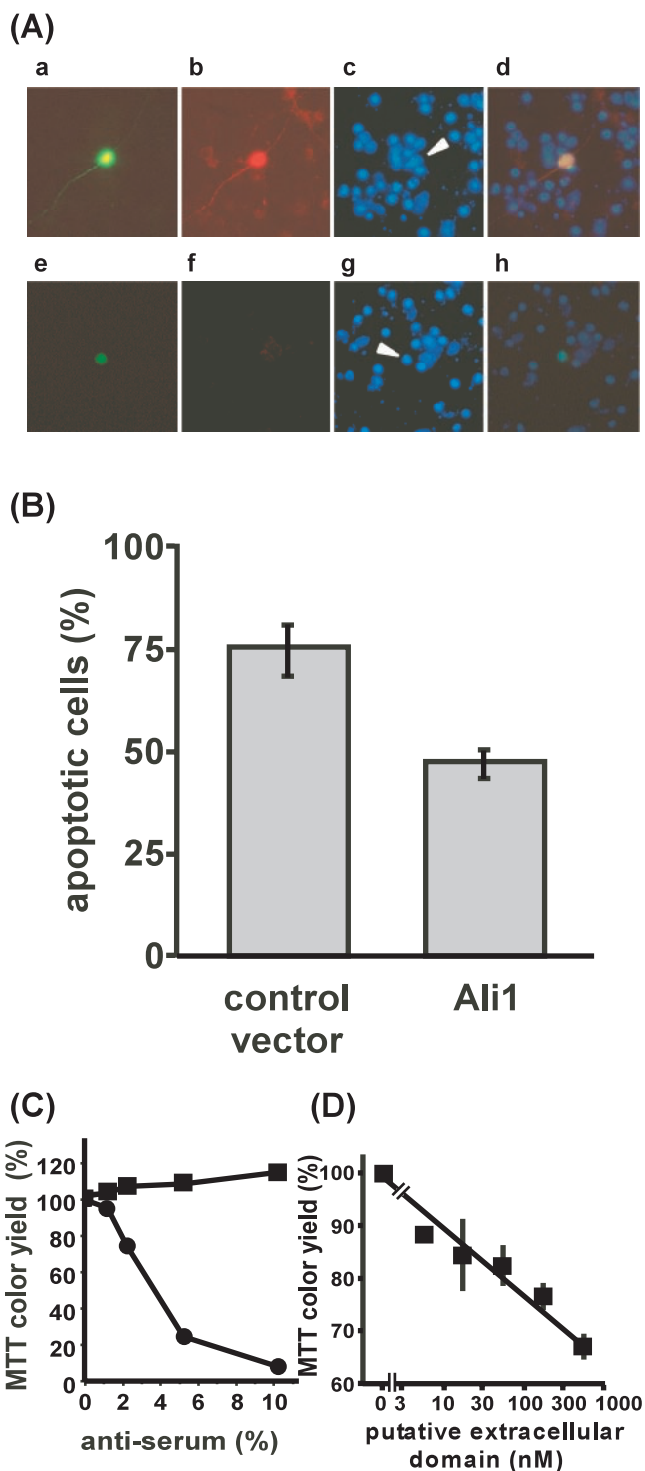 (A)
a b c d
e f g h
(B)
apoptotic cells (%)
100
75
50
25
0
control vector
Ali1
(C)
MTT color yield (%)
120
100
80
60
40
20
0
0 2 4 6 8 10
anti-serum (%)
(D)
MTT color yield (%)
100
90
80
70
60
0 3 10 30 100 300 1000
putative extracellular
domain (nM)